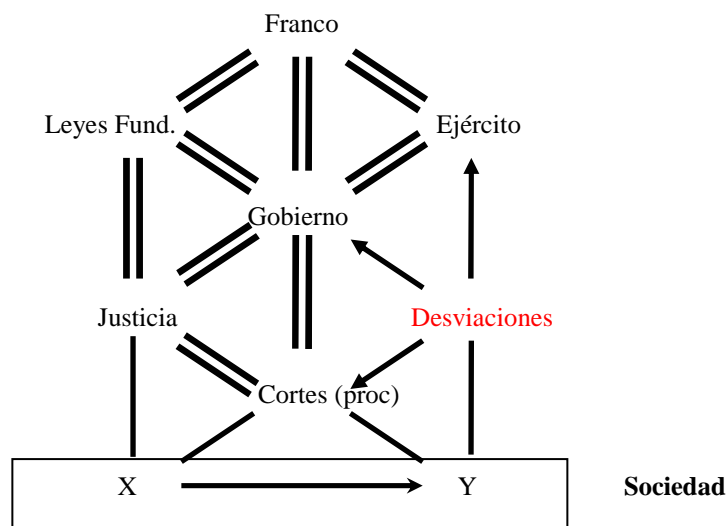 Franco
Leyes Fund.
Ejército
Gobierno
Justicia
Desviaciones
Cortes (proc)
X
Y
Sociedad